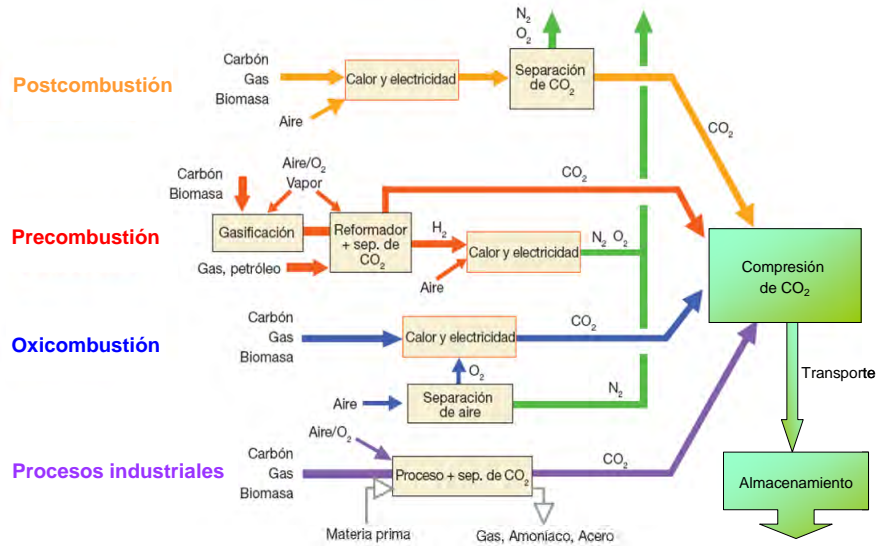 N₂
O₂
Postcombustión
Carbón
Gas
Biomasa
Aire
Calor y electricidad
Separación
de CO₂
CO₂
Precombustión
Carbón
Biomasa
Aire/O₂
Vapor
Gasificación
Gas, petróleo
Reformador
+ sep. de
CO₂
H₂
Aire
Calor y electricidad
N₂ O₂
CO₂
Compresión
de CO₂
Oxicombustión
Carbón
Gas
Biomasa
Calor y electricidad
CO₂
O₂
Aire
Separación
de aire
N₂
Transporte
Procesos industriales
Aire/O₂
Carbón
Gas
Biomasa
Proceso + sep. de CO₂
CO₂
Materia prima
Gas, Amoníaco, Acero
Almacenamiento